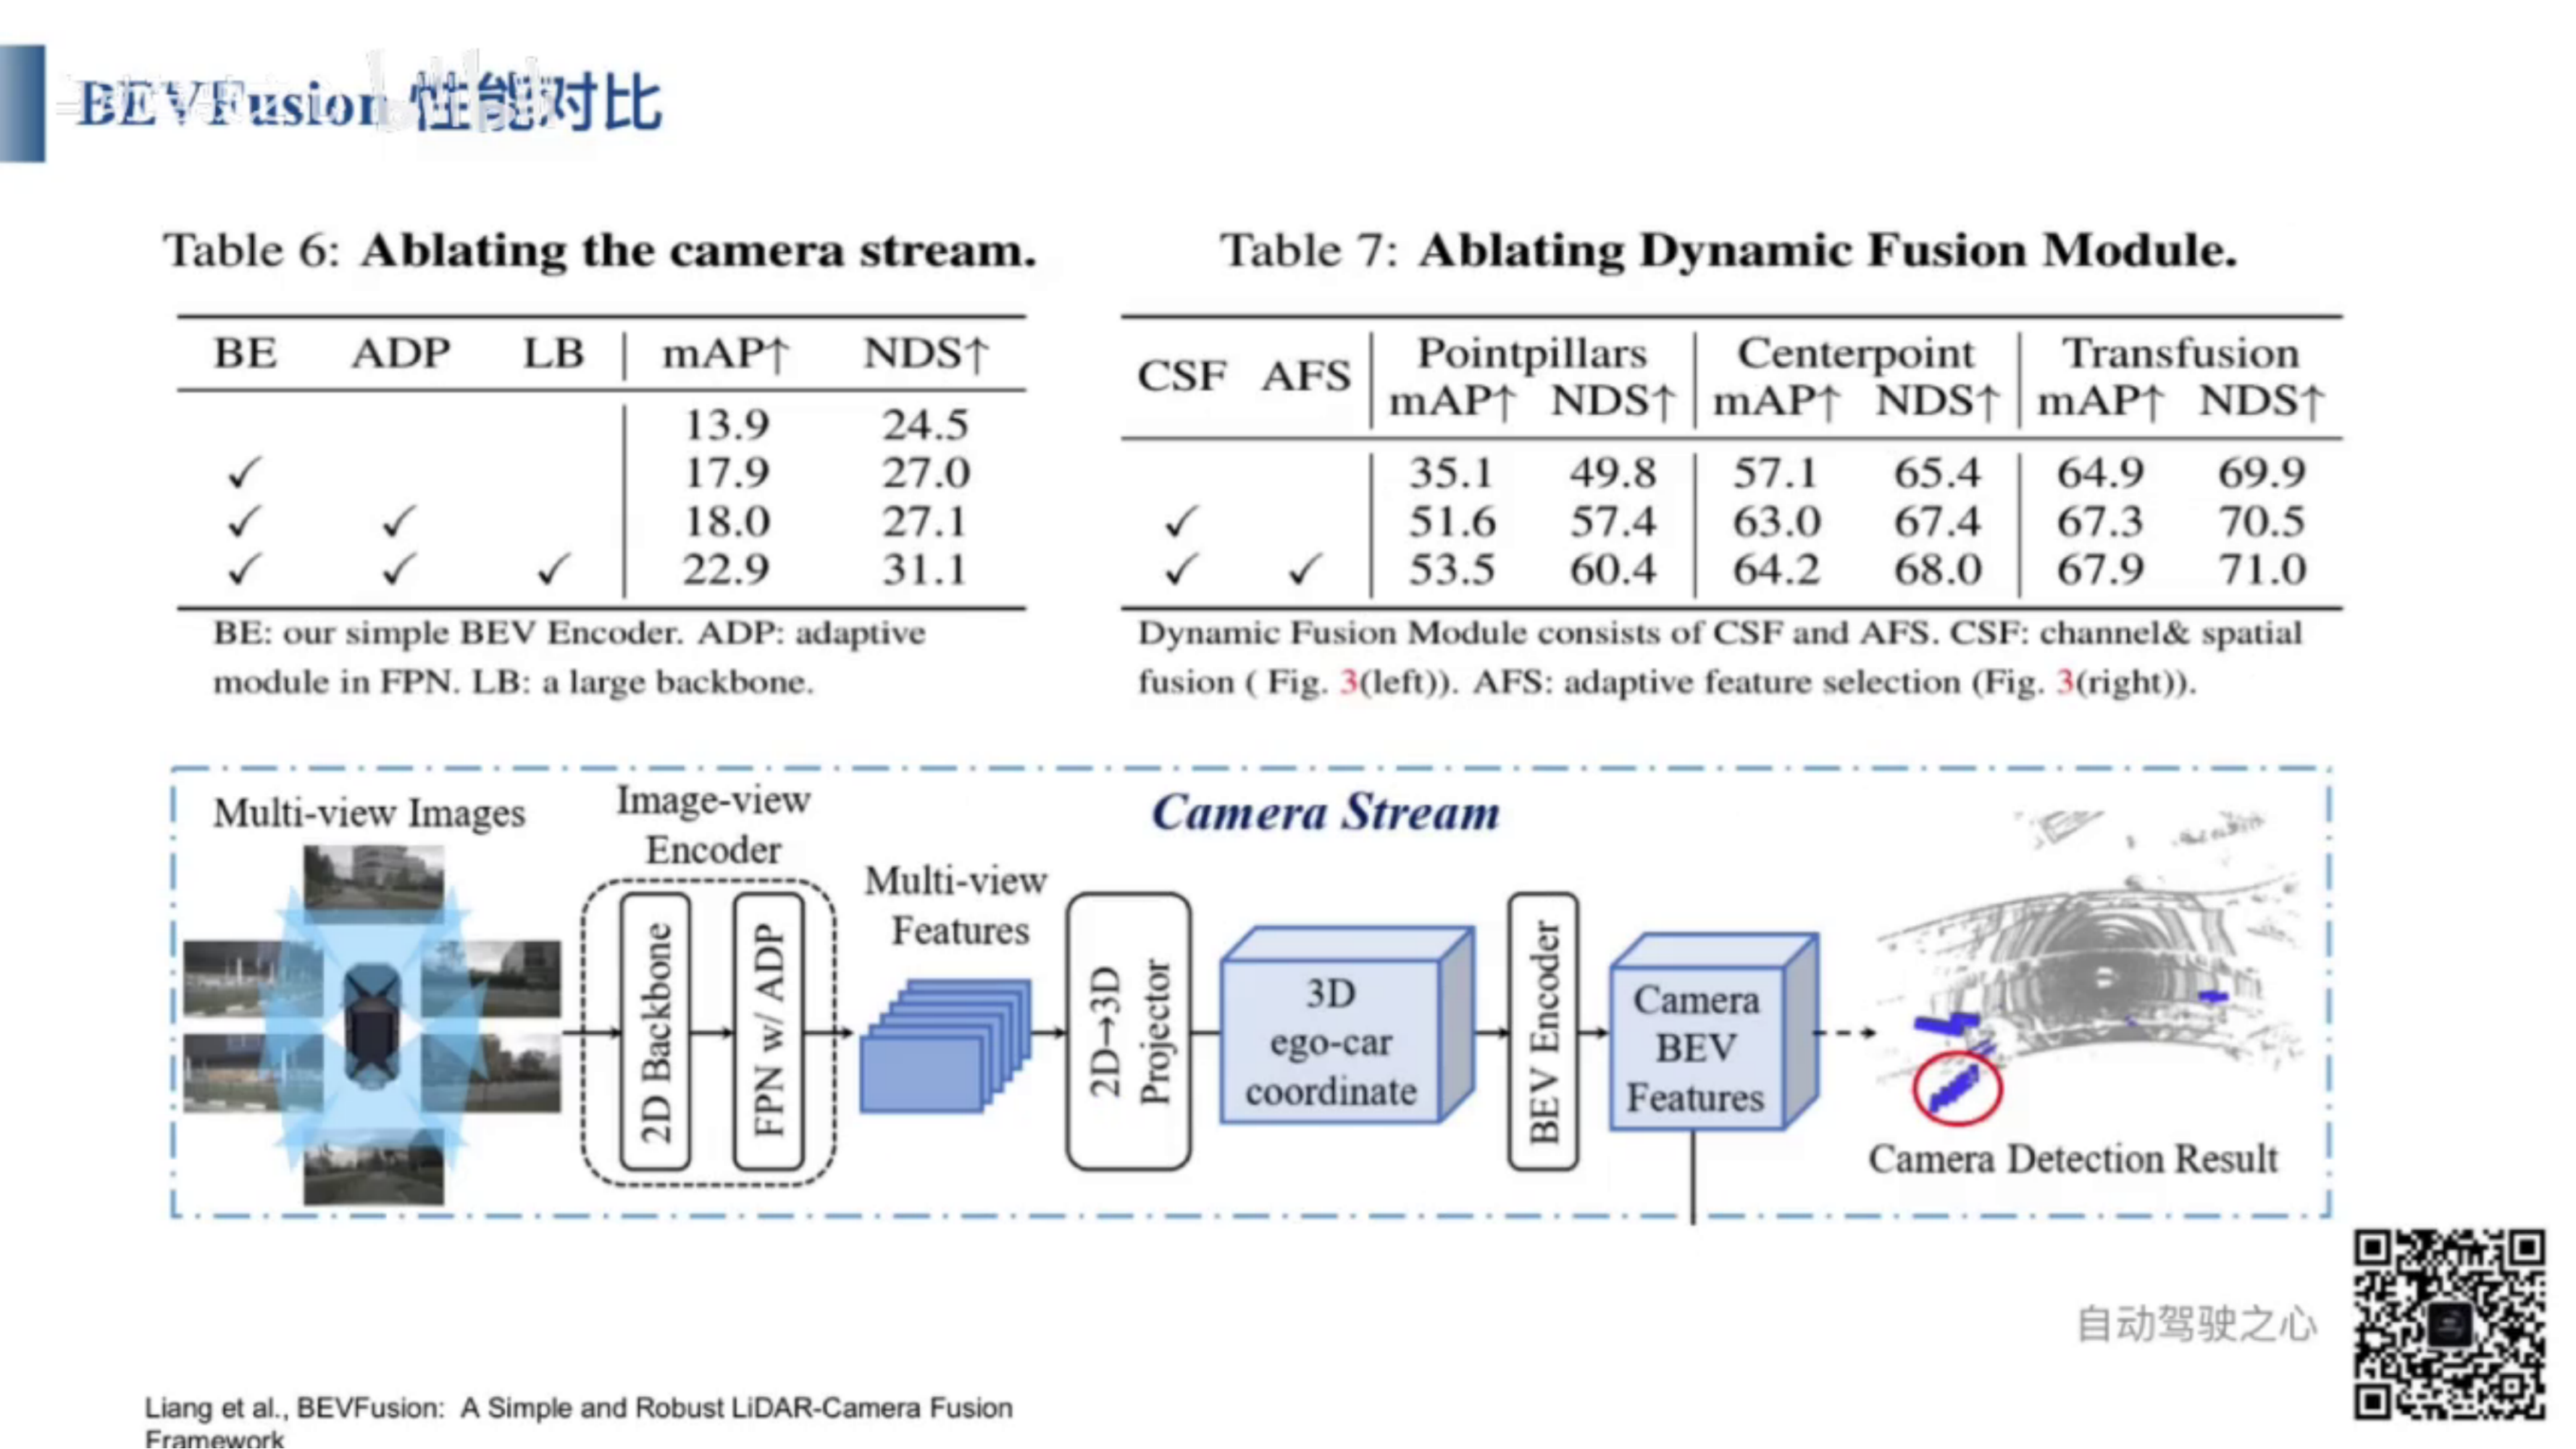 BEVFusion 性能对比
Table 6: Ablating the camera stream.
BE ADP LB mAP↑ NDS↑
13.9 24.5
✓ 17.9 27.0
✓ ✓ 18.0 27.1
✓ ✓ ✓ 22.9 31.1
BE: our simple BEV Encoder. ADP: adaptive
module in FPN. LB: a large backbone.
Table 7: Ablating Dynamic Fusion Module.
CSF AFS Pointpillars Centerpoint Transfusion
mAP↑ NDS↑ mAP↑ NDS↑ mAP↑ NDS↑
35.1 49.8 57.1 65.4 64.9 69.9
✓ 51.6 57.4 63.0 67.4 67.3 70.5
✓ ✓ 53.5 60.4 64.2 68.0 67.9 71.0
Dynamic Fusion Module consists of CSF and AFS. CSF: channel& spatial
fusion ( Fig. 3(left)). AFS: adaptive feature selection (Fig. 3(right)).
Camera Stream
Multi-view Images
Image-view
Encoder
2D Backbone
FPN w/ ADP
Multi-view
Features
2D→3D
Projector
3D
ego-car
coordinate
BEV Encoder
Camera
BEV
Features
Camera Detection Result
自动驾驶之心
Liang et al., BEVFusion: A Simple and Robust LiDAR-Camera Fusion
Framework